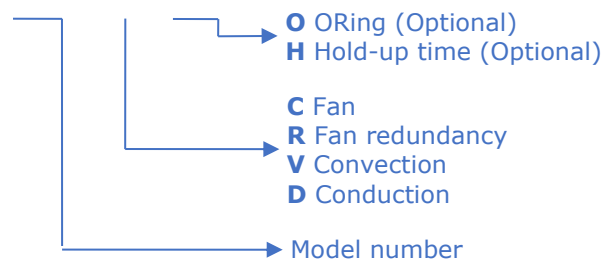 O ORing (Optional)
H Hold-up time (Optional)
C Fan
R Fan redundancy
V Convection
D Conduction
Model number